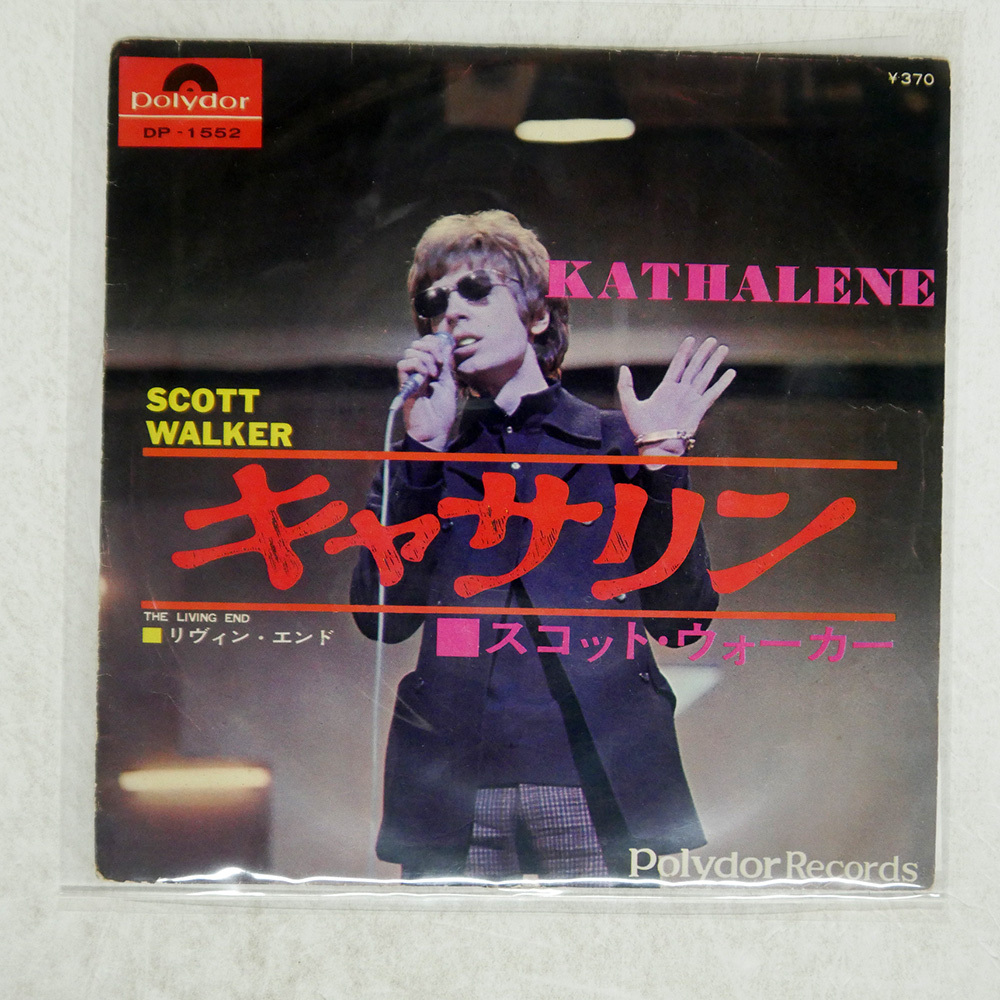 polydor
DP-1552
¥370
KATHALENE
SCOTT
WALKER
キャサリン
THE LIVING END
■リヴィン・エンド
■スコット・ウォーカー
Polydor Records